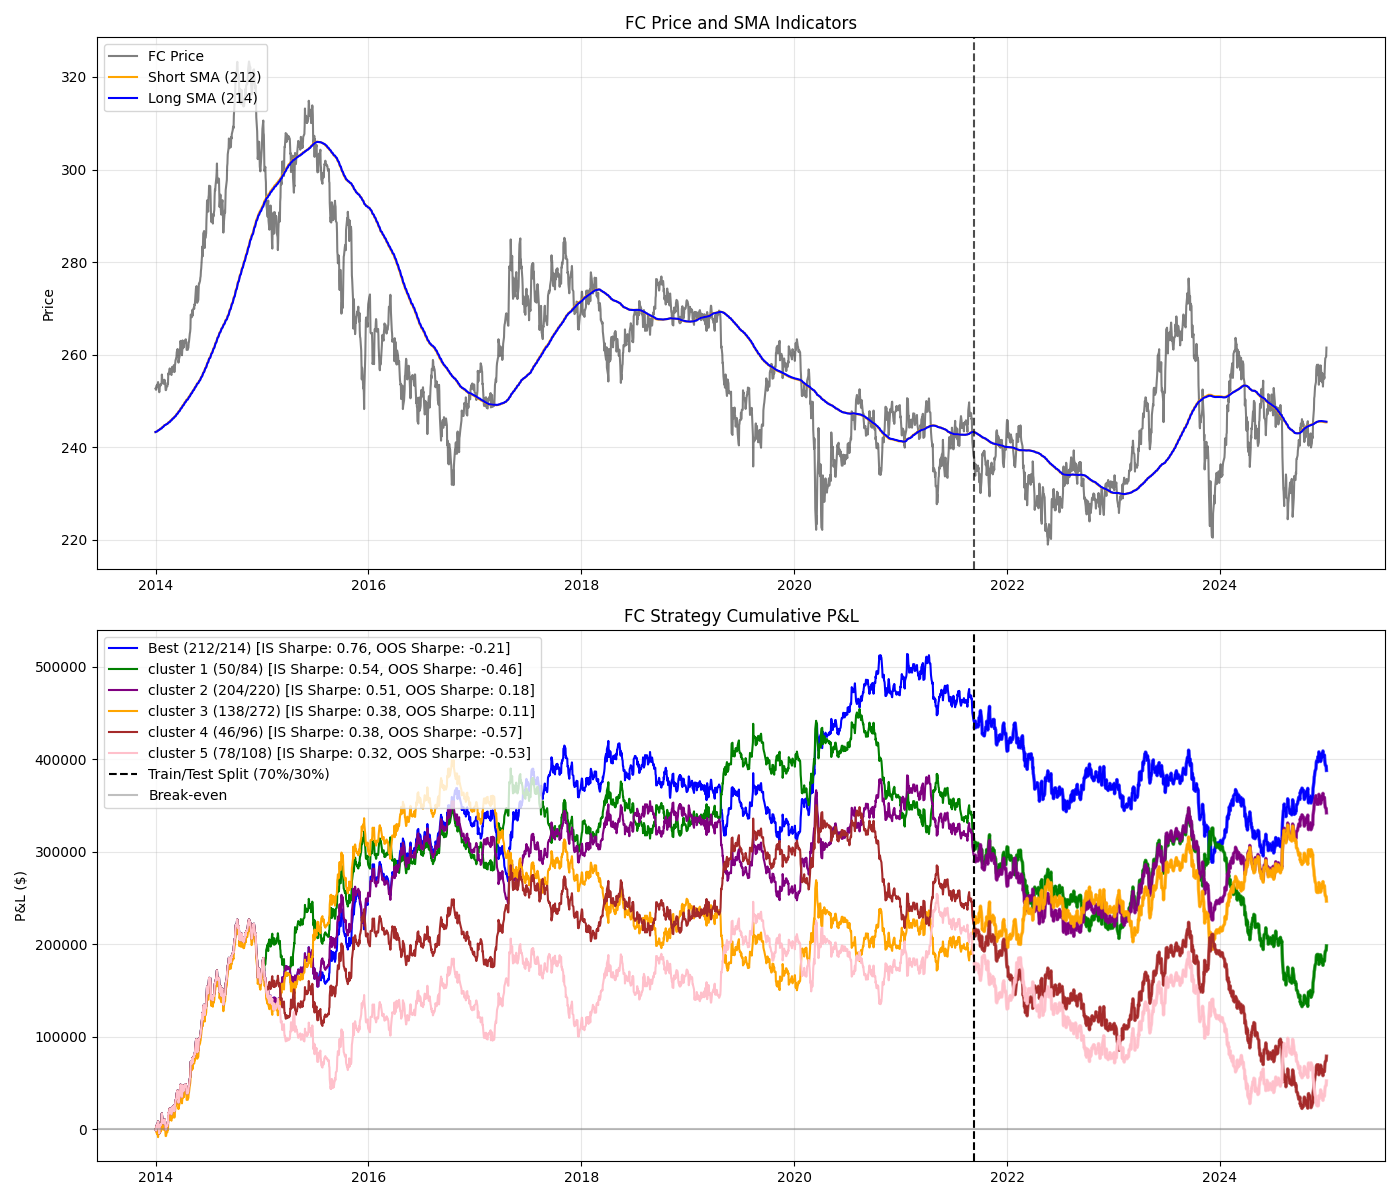 FC Price and SMA Indicators
FC Price
Short SMA (212)
Long SMA (214)
Price
320
300
280
260
240
220
2014
2016
2018
2020
2022
2024
FC Strategy Cumulative P&L
Best (212/214) [IS Sharpe: 0.76, OOS Sharpe: -0.21]
cluster 1 (50/84) [IS Sharpe: 0.54, OOS Sharpe: -0.46]
cluster 2 (204/220) [IS Sharpe: 0.51, OOS Sharpe: 0.18]
cluster 3 (138/272) [IS Sharpe: 0.38, OOS Sharpe: 0.11]
cluster 4 (46/96) [IS Sharpe: 0.38, OOS Sharpe: -0.57]
cluster 5 (78/108) [IS Sharpe: 0.32, OOS Sharpe: -0.53]
Train/Test Split (70%/30%)
Break-even
P&L ($)
500000
400000
300000
200000
100000
0
2014
2016
2018
2020
2022
2024